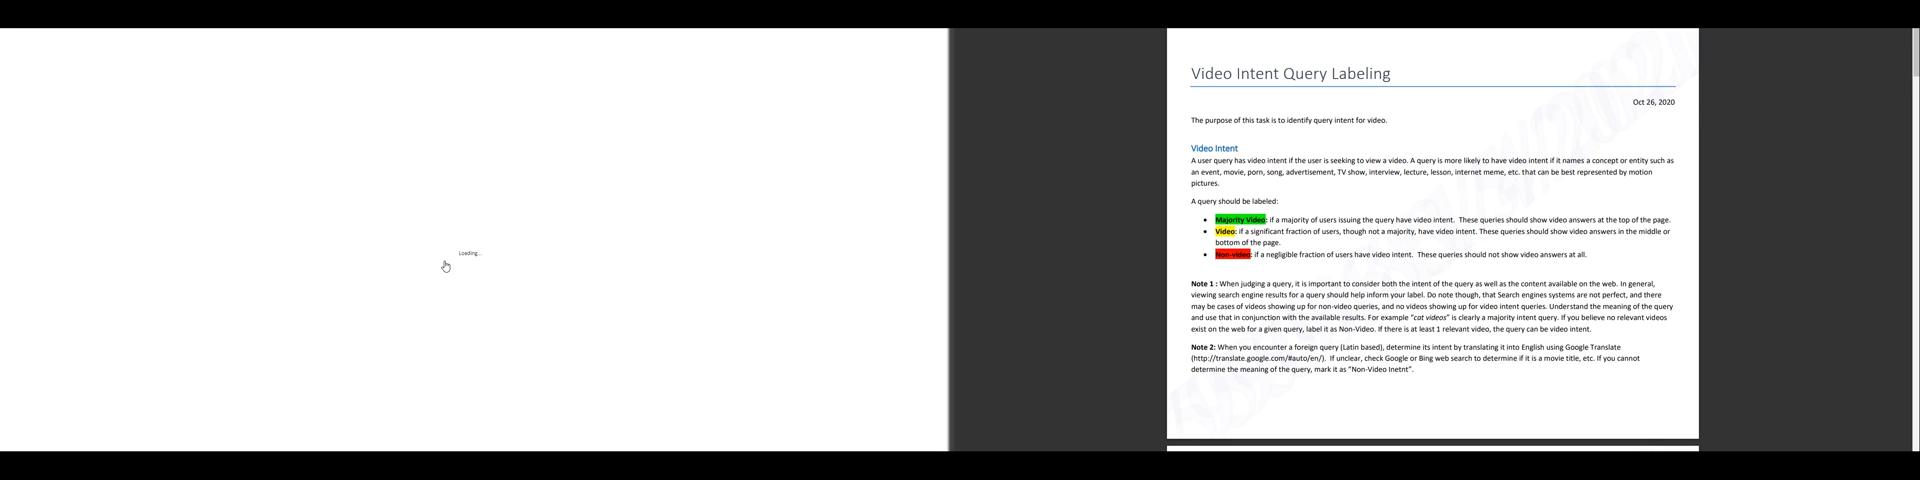 Loading...
Video Intent Query Labeling
Oct 26, 2020
The purpose of this task is to identify query intent for video.
Video Intent
A user query has video intent if the user is seeking to view a video. A query is more likely to have video intent if it names a concept or entity such as
an event, movie, porn, song, advertisement, TV show, interview, lecture, lesson, internet meme, etc. that can be best represented by motion
pictures.
A query should be labeled:
• Majority Video: if a majority of users issuing the query have video intent. These queries should show video answers at the top of the page.
• Video: if a significant fraction of users, though not a majority, have video intent. These queries should show video answers in the middle or
bottom of the page.
• Non-video: if a negligible fraction of users have video intent. These queries should not show video answers at all.
Note 1 : When judging a query, it is important to consider both the intent of the query as well as the content available on the web. In general,
viewing search engine results for a query should help inform your label. Do note though, that Search engines systems are not perfect, and there
may be cases of videos showing up for non-video queries, and no videos showing up for video intent queries. Understand the meaning of the query
and use that in conjunction with the available results. For example "cat videos" is clearly a majority intent query. If you believe no relevant videos
exist on the web for a given query, label it as Non-Video. If there is at least 1 relevant video, the query can be video intent.
Note 2: When you encounter a foreign query (Latin based), determine its intent by translating it into English using Google Translate
(http://translate.google.com/#auto/en/). If unclear, check Google or Bing web search to determine if it is a movie title, etc. If you cannot
determine the meaning of the query, mark it as "Non-Video Inetnt".